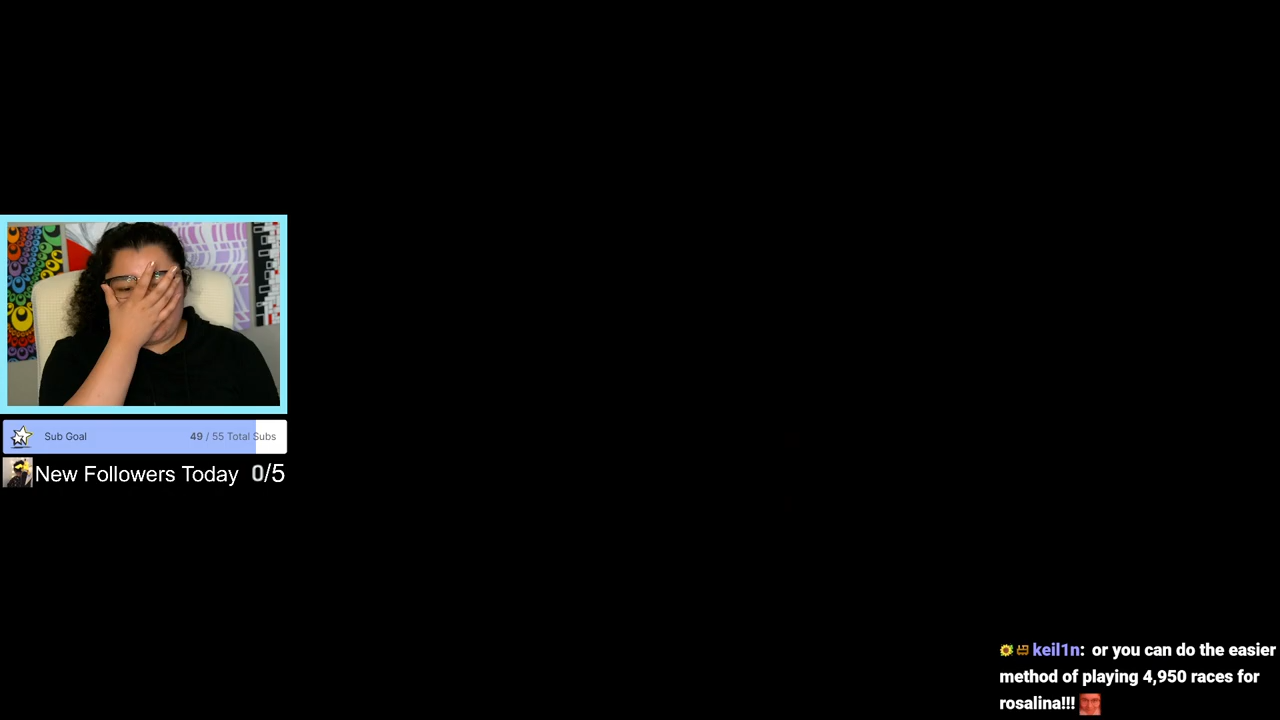 Sub Goal 49 / 55 Total Subs
New Followers Today 0/5
keil1n: or you can do the easier
method of playing 4,950 races for
rosalina!!!